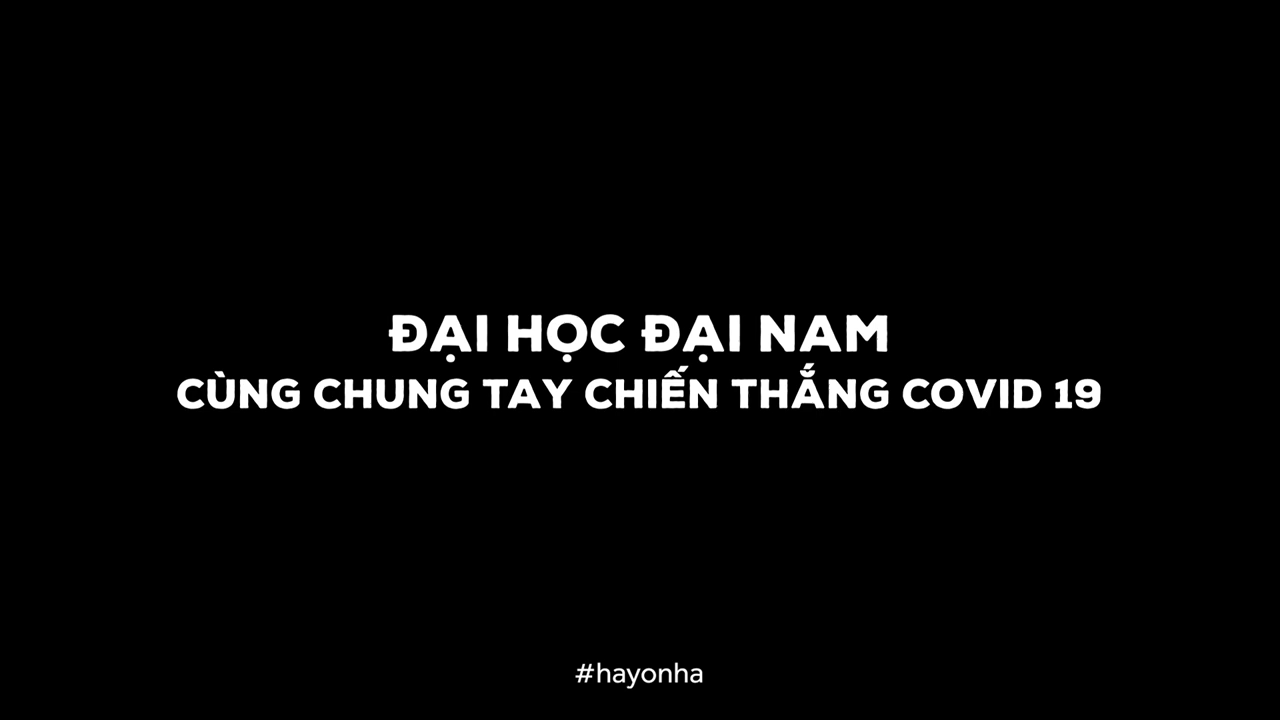 ĐẠI HỌC ĐẠI NAM
CÙNG CHUNG TAY CHIẾN THẮNG COVID 19
#hayonha